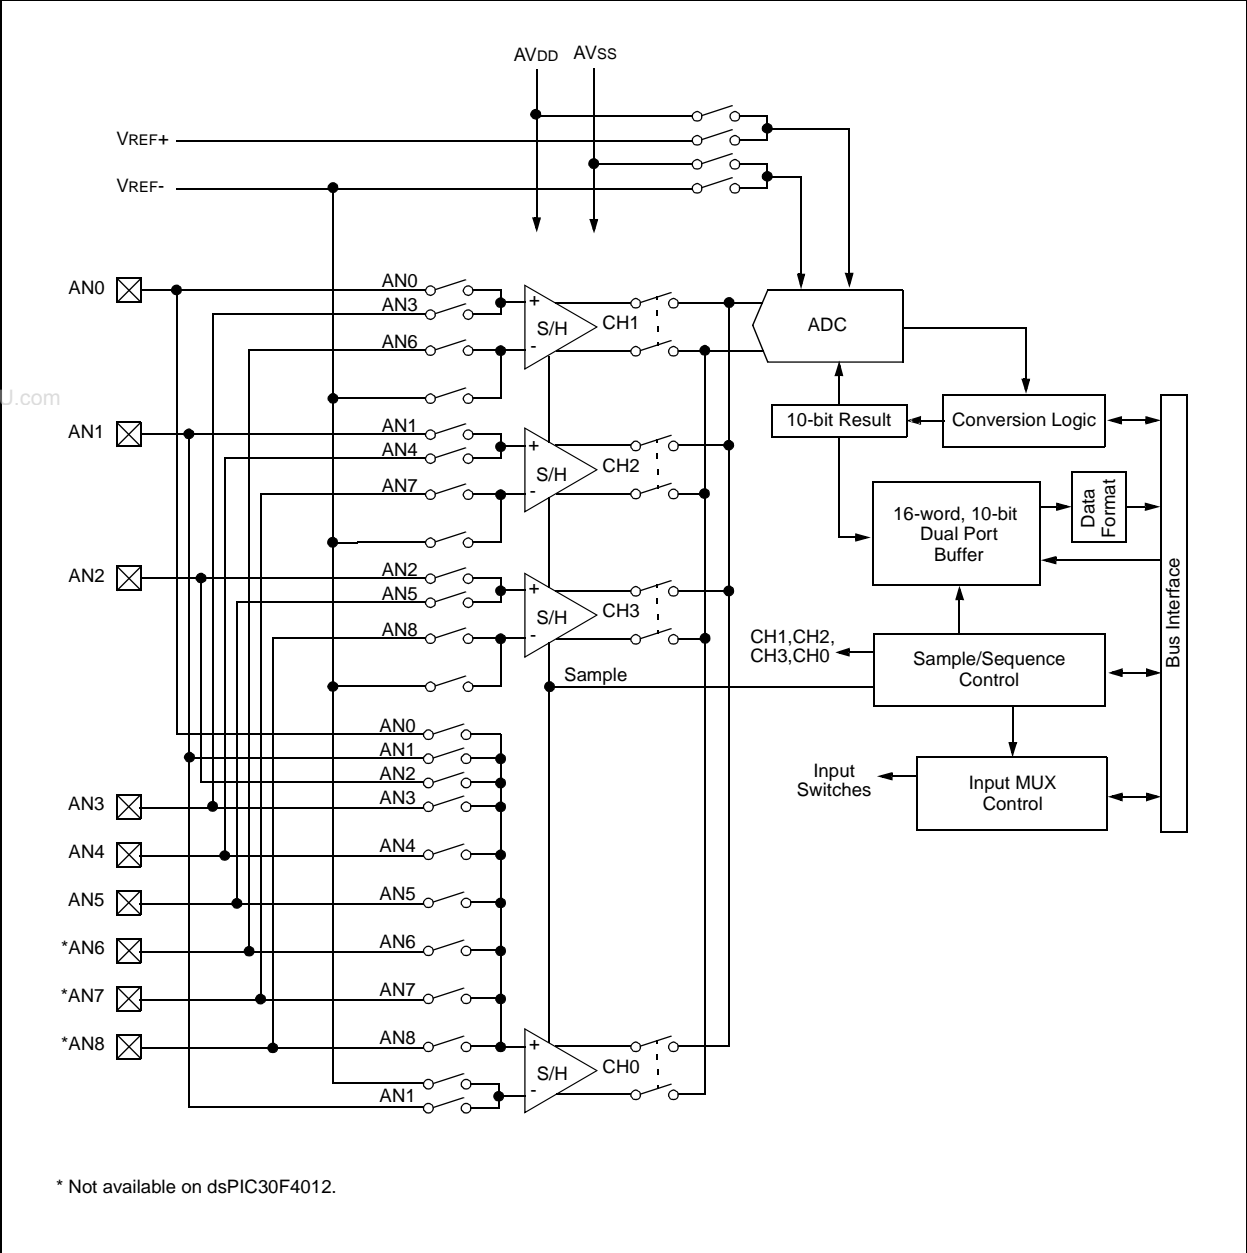 AVDD AVSS
VREF+
VREF-
AN0
AN0
AN3
AN6
+
-
S/H
CH1
ADC
U.com
AN1
AN1
AN4
AN7
+
-
S/H
CH2
10-bit Result
Conversion Logic
16-word, 10-bit
Dual Port
Buffer
Data
Format
Bus Interface
AN2
AN2
AN5
AN8
+
-
S/H
CH3
CH1,CH2,
CH3,CH0
Sample/Sequence
Control
Sample
AN0
AN1
AN2
AN3
AN3
Input
Switches
Input MUX
Control
AN4
AN4
AN5
AN5
*AN6
AN6
*AN7
AN7
*AN8
AN8
+
-
S/H
CH0
AN1
* Not available on dsPIC30F4012.